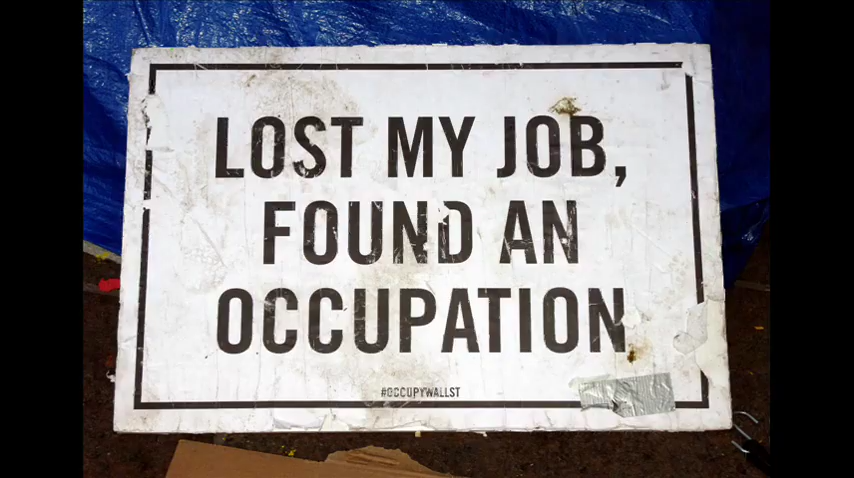 LOST MY JOB,
FOUND AN
OCCUPATION
#OCCUPYWALLST